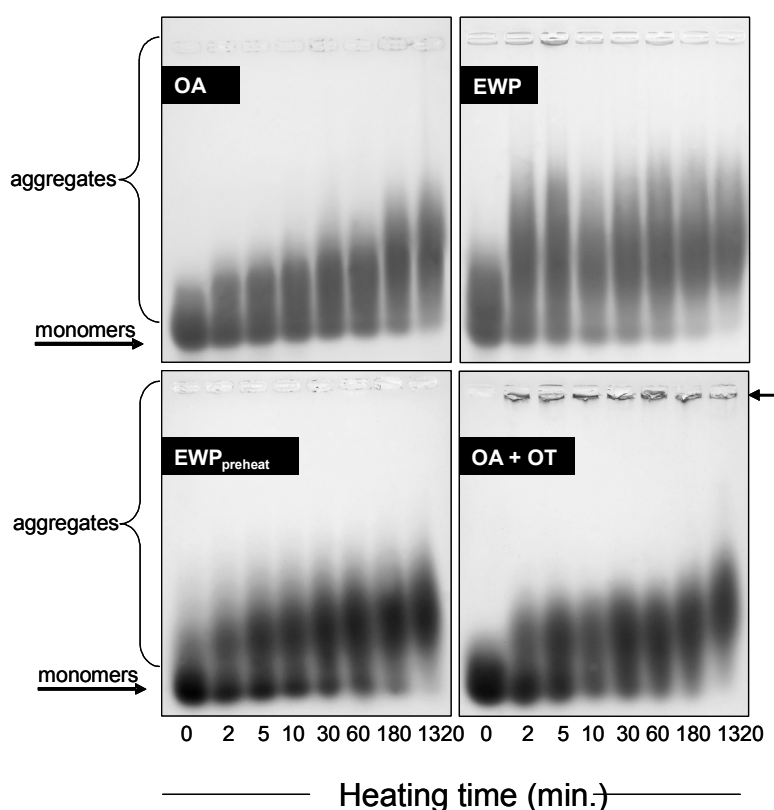 OA
EWP
aggregates
monomers
EWPpreheat
OA + OT
aggregates
monomers
0 2 5 10 30 60 180 1320 0 2 5 10 30 60 180 1320
Heating time (min.)